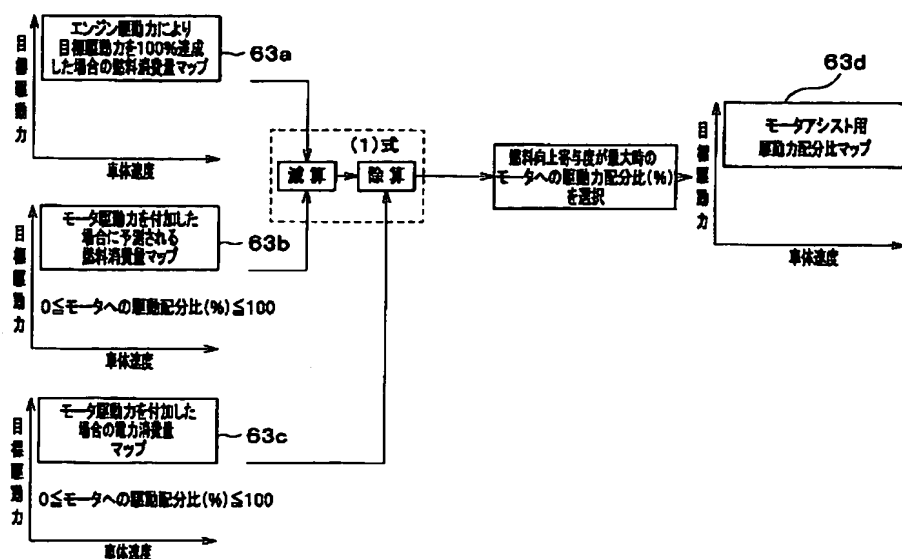 目標駆動力
エンジン駆動力により
目標駆動力を100%達成
した場合の燃料消費量マップ
63a
車体速度
目標駆動力
モータ駆動力を付加した
場合に予測される
燃料消費量マップ
63b
0≦モータへの駆動配分比(%)≦100
車体速度
目標駆動力
モータ駆動力を付加した
場合の電力消費量
マップ
63c
0≦モータへの駆動配分比(%)≦100
車体速度
(1)式
減算
除算
燃料向上寄与度が最大時の
モータへの駆動力配分比(%)
を選択
63d
目標駆動力
モータアシスト用
駆動力配分比マップ
車体速度